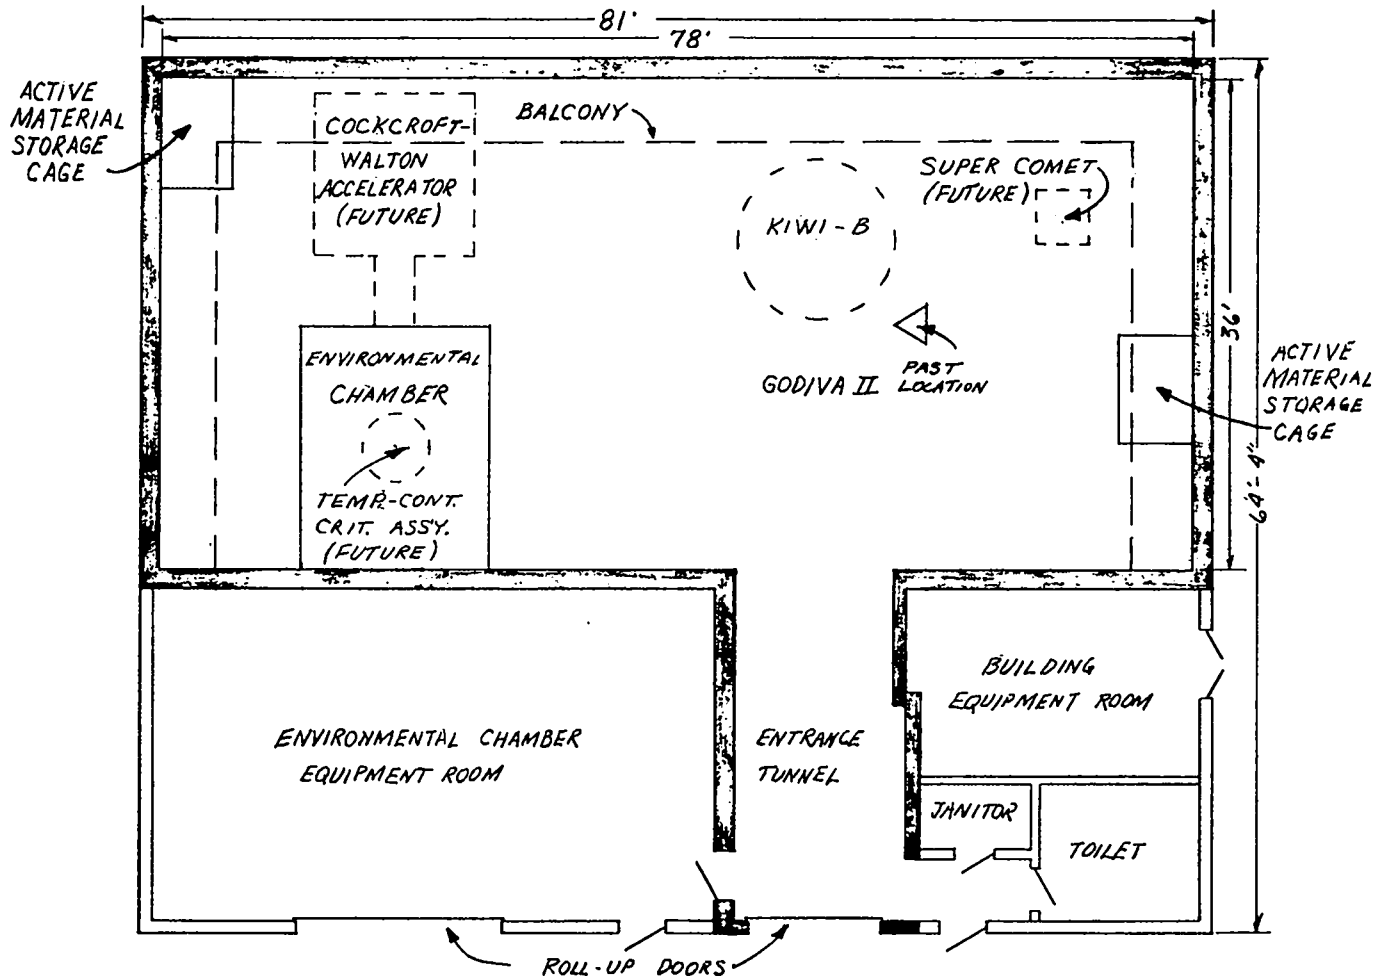 81'
78'
ACTIVE
MATERIAL
STORAGE
CAGE
COCKCROFT-
WALTON
ACCELERATOR
(FUTURE)
BALCONY
KIWI-B
SUPER COMET
(FUTURE)
36'
64'-4"
ENVIRONMENTAL
CHAMBER
TEMP.-CONT.
CRIT. ASSY.
(FUTURE)
GODIVA II
PAST
LOCATION
ACTIVE
MATERIAL
STORAGE
CAGE
ENVIRONMENTAL CHAMBER
EQUIPMENT ROOM
ENTRANCE
TUNNEL
BUILDING
EQUIPMENT ROOM
JANITOR
TOILET
ROLL-UP DOORS